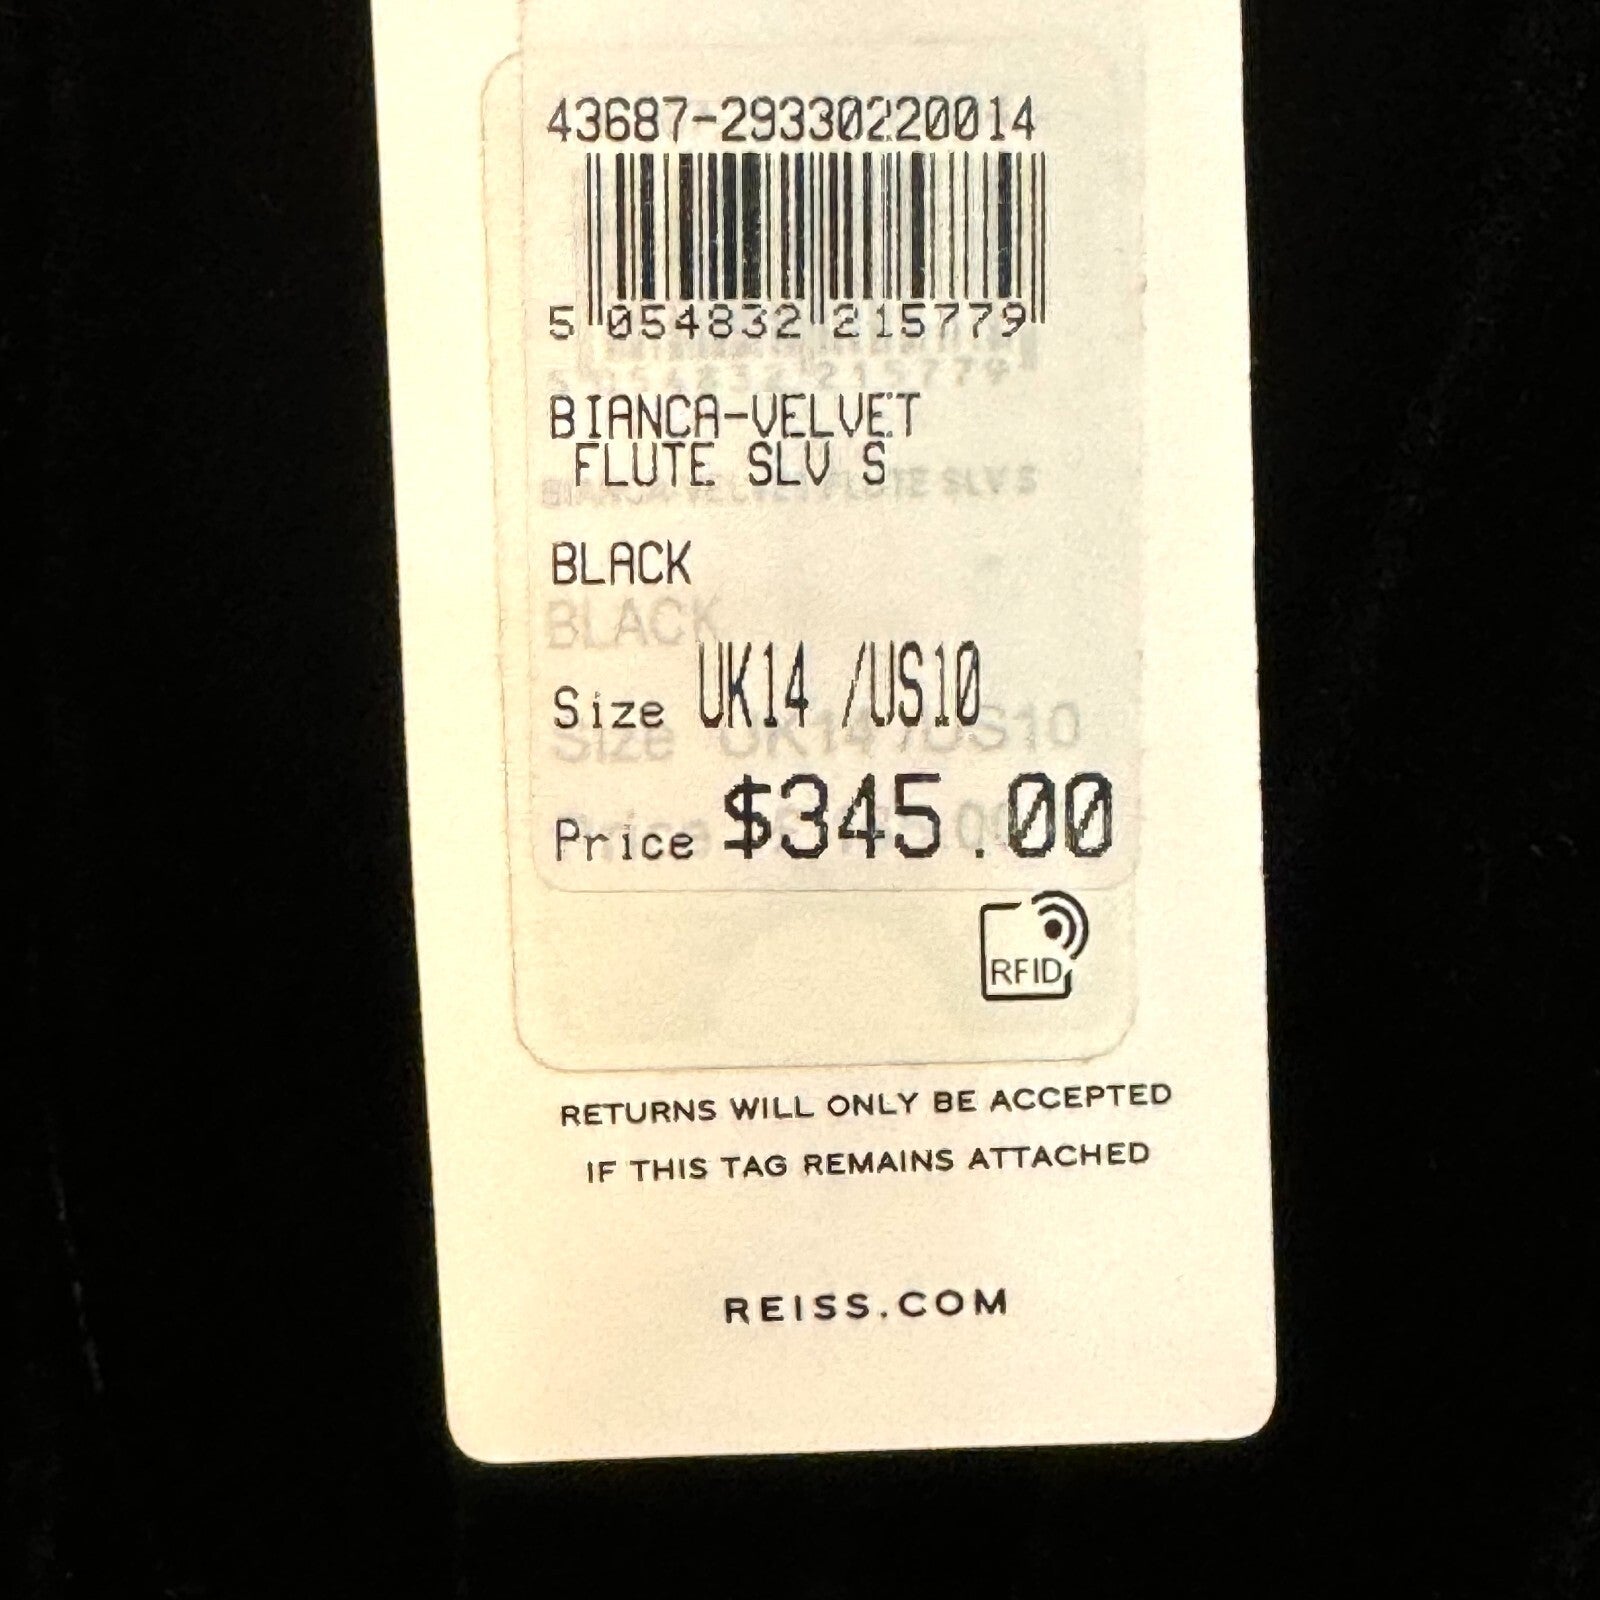 43687-29330220014
5 054832 215779
BIANCA-VELVET
FLUTE SLV S
BLACK
Size UK14 /US10
Price $345.00
RFID
RETURNS WILL ONLY BE ACCEPTED
IF THIS TAG REMAINS ATTACHED
REISS.COM